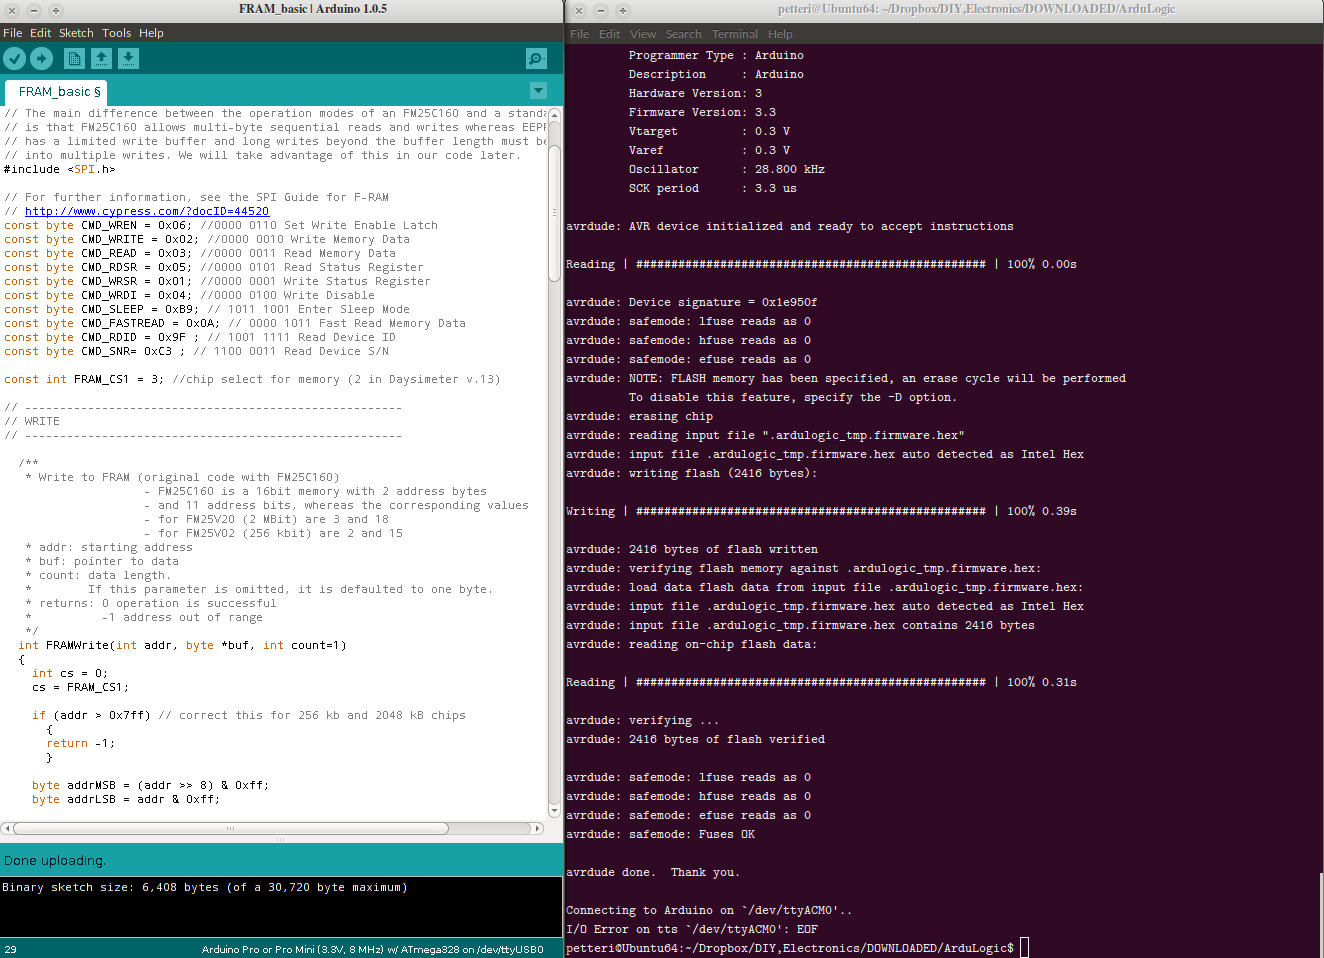 FRAM_basic | Arduino 1.0.5
File Edit Sketch Tools Help
FRAM_basic §
// The main difference between the operation modes of an FM25C160 and a standa
// is that FM25C160 allows multi-byte sequential reads and writes whereas EEPR
// has a limited write buffer and long writes beyond the buffer length must be
// into multiple writes. We will take advantage of this in our code later.
#include <SPI.h>
// For further information, see the SPI Guide for F-RAM
// http://www.cypress.com/?docID=44520
const byte CMD_WREN = 0x06; //0000 0110 Set Write Enable Latch
const byte CMD_WRITE = 0x02; //0000 0010 Write Memory Data
const byte CMD_READ = 0x03; //0000 0011 Read Memory Data
const byte CMD_RDSR = 0x05; //0000 0101 Read Status Register
const byte CMD_WRSR = 0x01; //0000 0001 Write Status Register
const byte CMD_WRDI = 0x04; //0000 0100 Write Disable
const byte CMD_SLEEP = 0xB9; // 1011 1001 Enter Sleep Mode
const byte CMD_FASTREAD = 0x0A; // 0000 1011 Fast Read Memory Data
const byte CMD_RDID = 0x9F ; // 1001 1111 Read Device ID
const byte CMD_SNR= 0xC3 ; // 1100 0011 Read Device S/N
const int FRAM_CS1 = 3; //chip select for memory (2 in Daysimeter v.13)
// ------------------------------------------------------
// WRITE
// ------------------------------------------------------
/**
* Write to FRAM (original code with FM25C160)
- FM25C160 is a 16bit memory with 2 address bytes
- and 11 address bits, whereas the corresponding values
- for FM25V20 (2 MBit) are 3 and 18
- for FM25V02 (256 kbit) are 2 and 15
* addr: starting address
* buf: pointer to data
* count: data length.
* If this parameter is omitted, it is defaulted to one byte.
* returns: 0 operation is successful
* -1 address out of range
*/
int FRAMWrite(int addr, byte *buf, int count=1)
{
int cs = 0;
cs = FRAM_CS1;
if (addr > 0x7ff) // correct this for 256 kb and 2048 kB chips
{
return -1;
}
byte addrMSB = (addr >> 8) & 0xff;
byte addrLSB = addr & 0xff;
Done uploading.
Binary sketch size: 6,408 bytes (of a 30,720 byte maximum)
29 Arduino Pro or Pro Mini (3.3V, 8 MHz) w/ ATmega328 on /dev/ttyUSB0
petteri@Ubuntu64: ~/Dropbox/DIY,Electronics/DOWNLOADED/ArduLogic
File Edit View Search Terminal Help
Programmer Type : Arduino
Description : Arduino
Hardware Version: 3
Firmware Version: 3.3
Vtarget : 0.3 V
Varef : 0.3 V
Oscillator : 28.800 kHz
SCK period : 3.3 us
avrdude: AVR device initialized and ready to accept instructions
Reading | ################################################## | 100% 0.00s
avrdude: Device signature = 0x1e950f
avrdude: safemode: lfuse reads as 0
avrdude: safemode: hfuse reads as 0
avrdude: safemode: efuse reads as 0
avrdude: NOTE: FLASH memory has been specified, an erase cycle will be performed
To disable this feature, specify the -D option.
avrdude: erasing chip
avrdude: reading input file ".ardulogic_tmp.firmware.hex"
avrdude: input file .ardulogic_tmp.firmware.hex auto detected as Intel Hex
avrdude: writing flash (2416 bytes):
Writing | ################################################## | 100% 0.39s
avrdude: 2416 bytes of flash written
avrdude: verifying flash memory against .ardulogic_tmp.firmware.hex:
avrdude: load data flash data from input file .ardulogic_tmp.firmware.hex:
avrdude: input file .ardulogic_tmp.firmware.hex auto detected as Intel Hex
avrdude: input file .ardulogic_tmp.firmware.hex contains 2416 bytes
avrdude: reading on-chip flash data:
Reading | ################################################## | 100% 0.31s
avrdude: verifying ...
avrdude: 2416 bytes of flash verified
avrdude: safemode: lfuse reads as 0
avrdude: safemode: hfuse reads as 0
avrdude: safemode: efuse reads as 0
avrdude: safemode: Fuses OK
avrdude done.  Thank you.
Connecting to Arduino on `/dev/ttyACM0'..
I/O Error on tts `/dev/ttyACM0': EOF
petteri@Ubuntu64:~/Dropbox/DIY,Electronics/DOWNLOADED/ArduLogic$